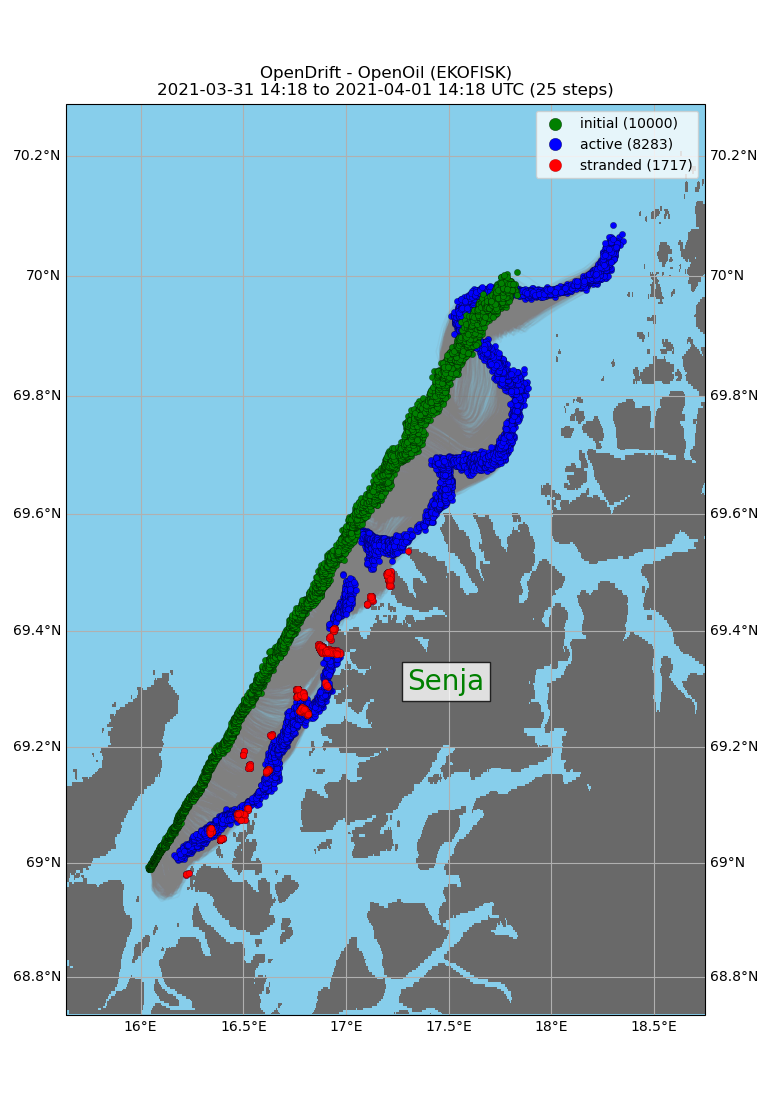 OpenDrift - OpenOil (EKOFISK)
2021-03-31 14:18 to 2021-04-01 14:18 UTC (25 steps)
initial (10000)
active (8283)
stranded (1717)
70.2°N 70.2°N
70°N 70°N
69.8°N 69.8°N
69.6°N 69.6°N
69.4°N 69.4°N
Senja
69.2°N 69.2°N
69°N 69°N
68.8°N 68.8°N
16°E 16.5°E 17°E 17.5°E 18°E 18.5°E